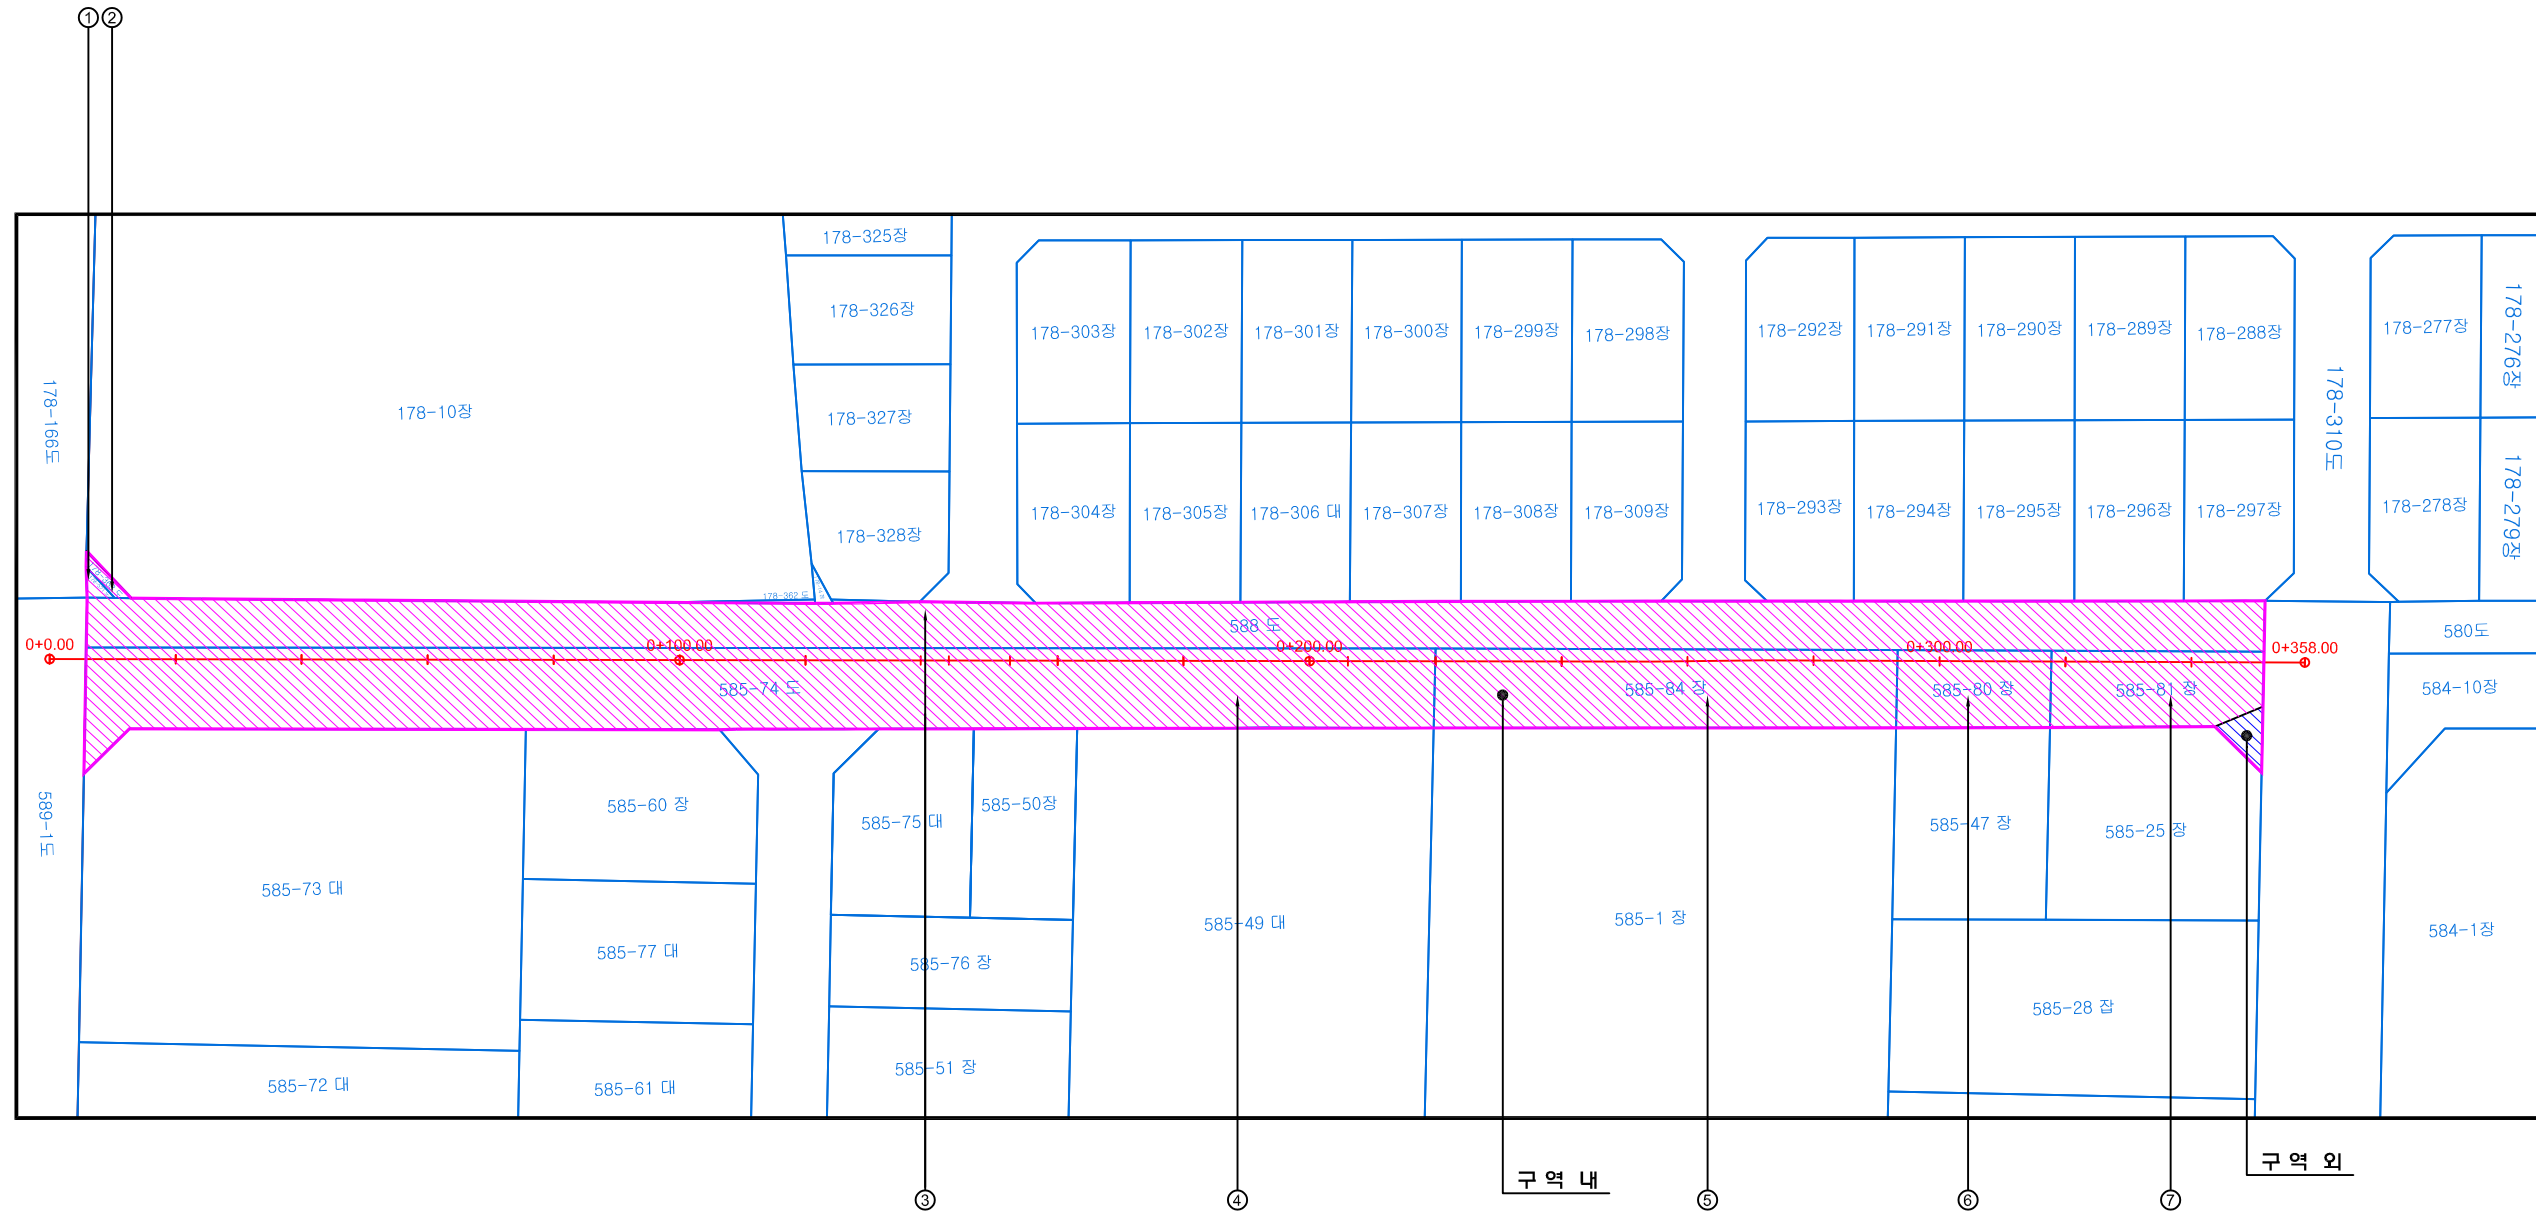 ① ②
178-325장
178-326장
178-327장
178-328장
178-10장
178-166도
178-303장 178-302장 178-301장 178-300장 178-299장 178-298장
178-304장 178-305장 178-306 대 178-307장 178-308장 178-309장
178-292장 178-291장 178-290장 178-289장 178-288장
178-293장 178-294장 178-295장 178-296장 178-297장
178-310도
178-277장 178-276장
178-278장 178-279장
178-362 도
588 도
580도
0+0.00 0+100.00 0+200.00 0+300.00 0+358.00
585-74 도 585-84 장 585-80 장 585-81 장 584-10장
589-1도
585-60 장
585-75 대 585-50장
585-47 장 585-25 장
585-73 대
585-49 대
585-1 장
584-1장
585-77 대
585-76 장
585-28 잡
585-72 대
585-61 대
585-51 장
구역 내
구역 외
③ ④ ⑤ ⑥ ⑦